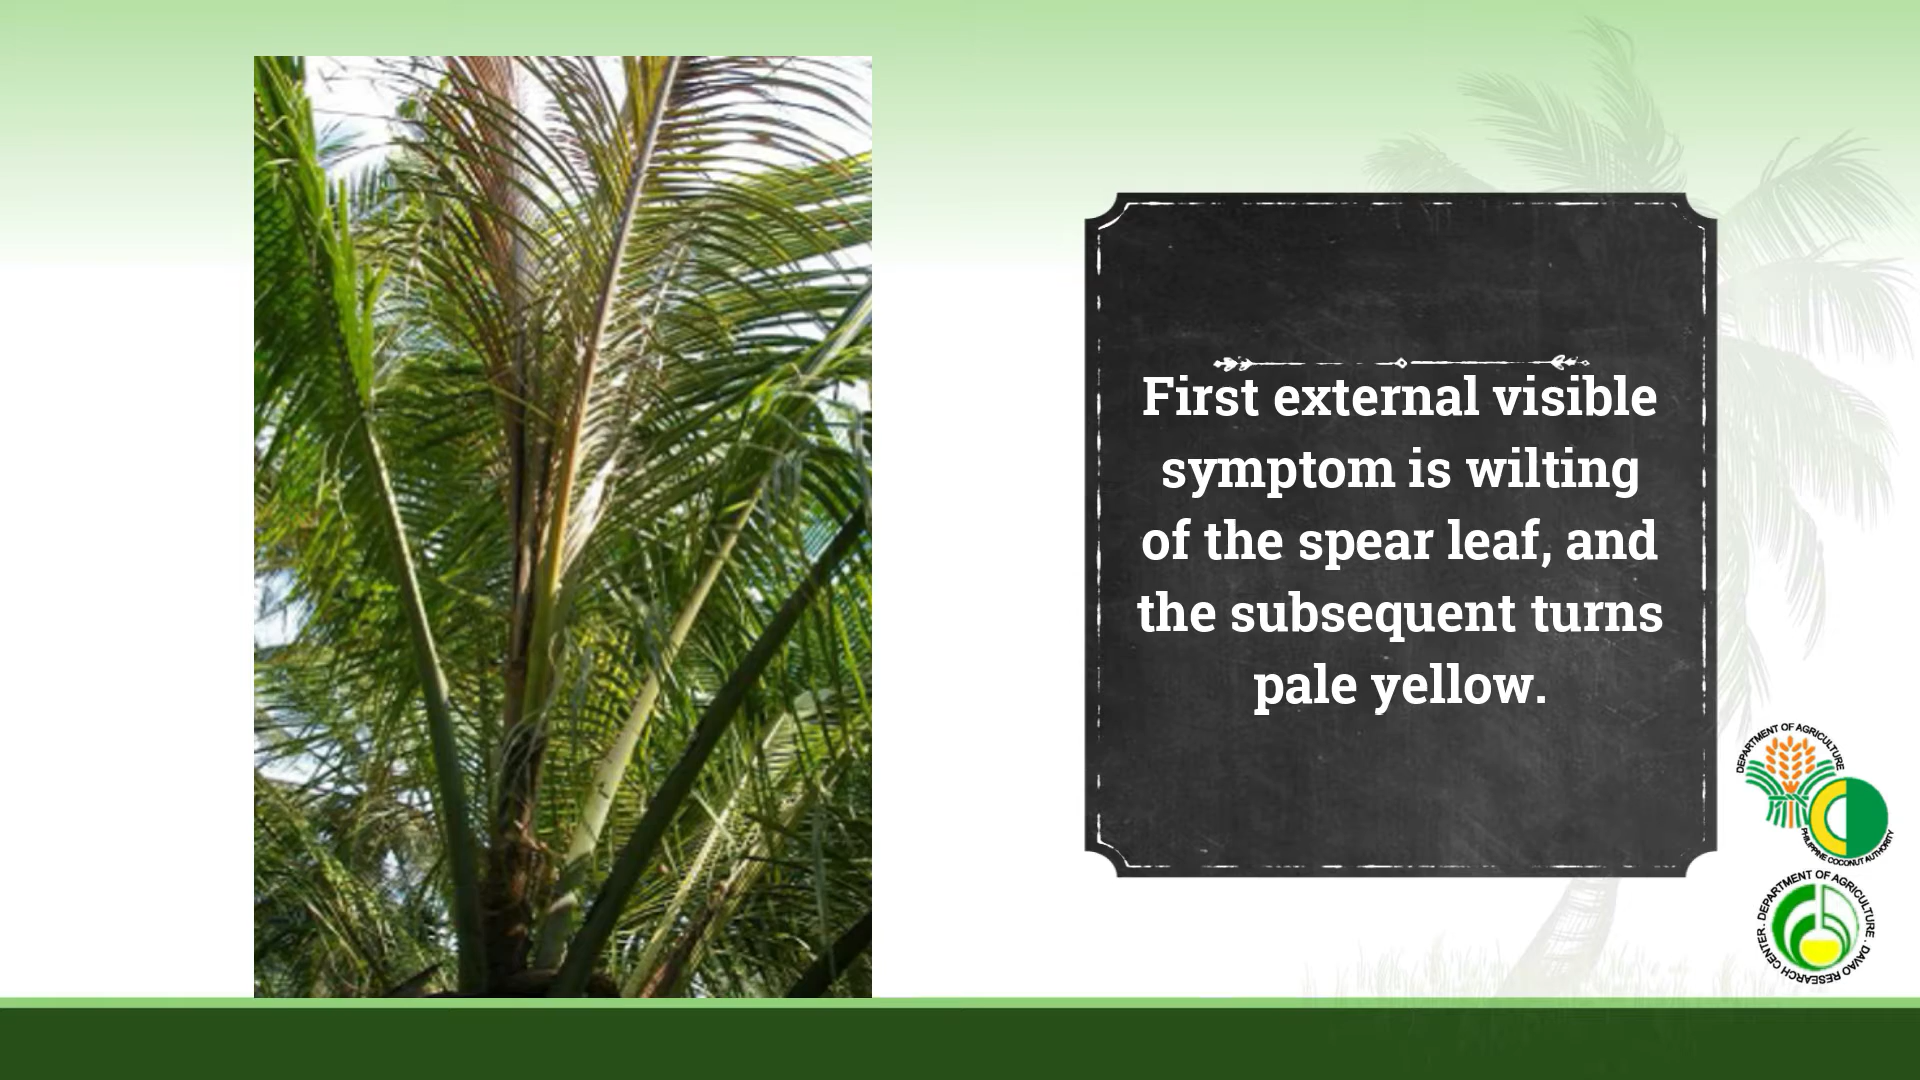 First external visible
symptom is wilting
of the spear leaf, and
the subsequent turns
pale yellow.
DEPARTMENT OF AGRICULTURE
PHILIPPINE COCONUT AUTHORITY
DEPARTMENT OF AGRICULTURE . DAVAO RESEARCH CENTER .